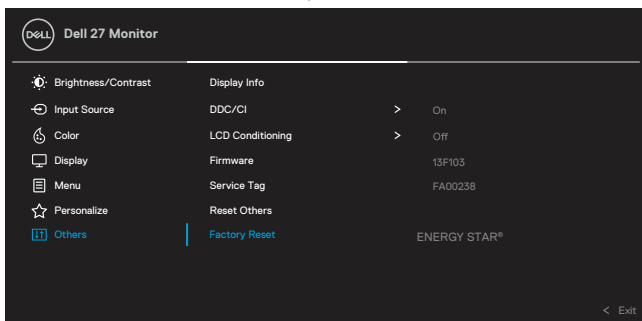 DELL Dell 27 Monitor
Brightness/Contrast Display Info
Input Source DDC/CI > On
Color LCD Conditioning > Off
Display Firmware 13F103
Menu Service Tag FA00238
Personalize Reset Others
Others Factory Reset ENERGY STAR®
< Exit